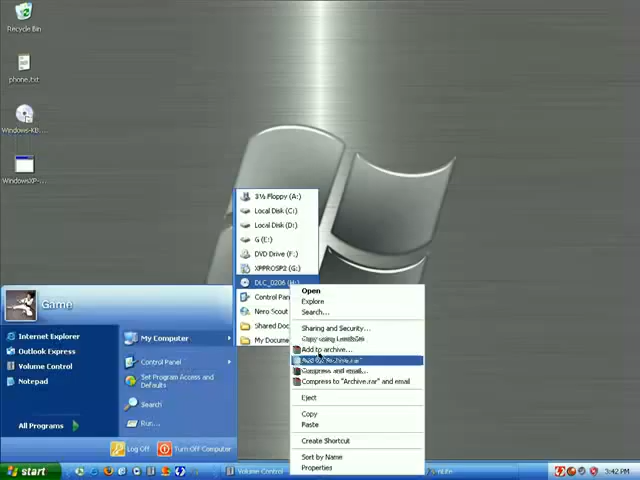 Recycle Bin
phone.txt
Windows-KB...
WindowsXP-...
3½ Floppy (A:)
Local Disk (C:)
Local Disk (D:)
G (E:)
DVD Drive (F:)
XPPROSP2 (G:)
DLC_0206 (H:)
Control Pan
Nero Scout
Shared Doc
My Docume
Open
Explore
Search...
Sharing and Security...
Add to archive...
Add to "Archive.rar"
Compress and email...
Compress to "Archive.rar" and email
Eject
Copy
Paste
Create Shortcut
Sort by Name
Properties
Game
Internet Explorer
Outlook Express
Volume Control
Notepad
All Programs
My Computer
Control Panel
Set Program Access and
Defaults
Search
Run...
Log Off
Turn Off Computer
start
Volume Control
3:42 PM